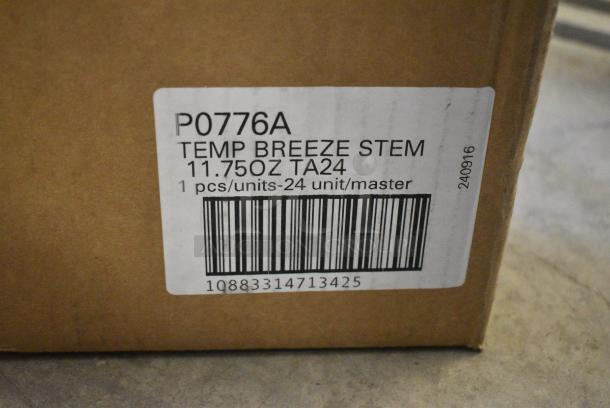 P0776A
TEMP BREEZE STEM
11.75OZ TA24
1 pcs/units-24 unit/master
10883314713425
240916